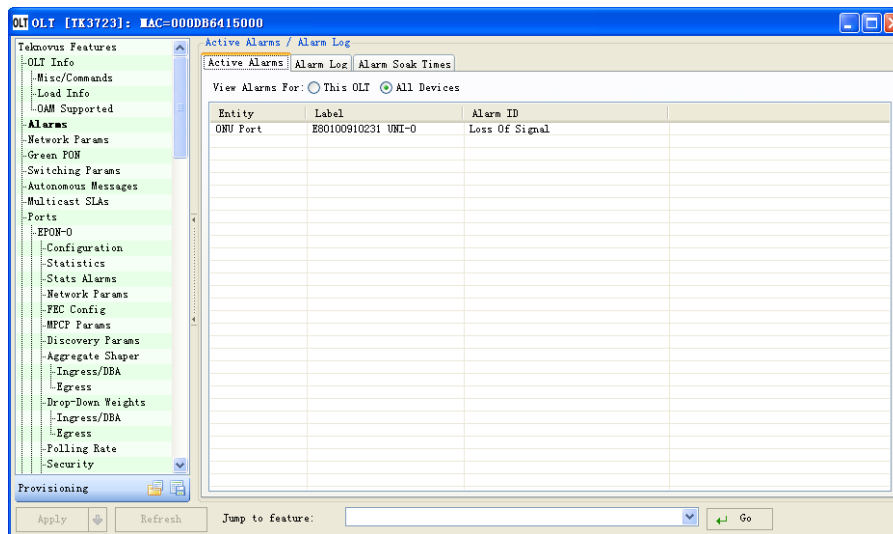 OLT OLT [TK3723]: MAC=000DB6415000
Teknovus Features
OLT Info
Misc/Commands
Load Info
OAM Supported
Alarms
Network Params
Green PON
Switching Params
Autonomous Messages
Multicast SLAs
Ports
EPON-0
Configuration
Statistics
Stats Alarms
Network Params
FEC Config
MPCP Params
Discovery Params
Aggregate Shaper
Ingress/DBA
Egress
Drop-Down Weights
Ingress/DBA
Egress
Polling Rate
Security
Provisioning
Active Alarms / Alarm Log
Active Alarms Alarm Log Alarm Soak Times
View Alarms For: This OLT All Devices
Entity Label Alarm ID
ONU Port E80100910231 UNI-0 Loss Of Signal
Apply Refresh Jump to feature: Go